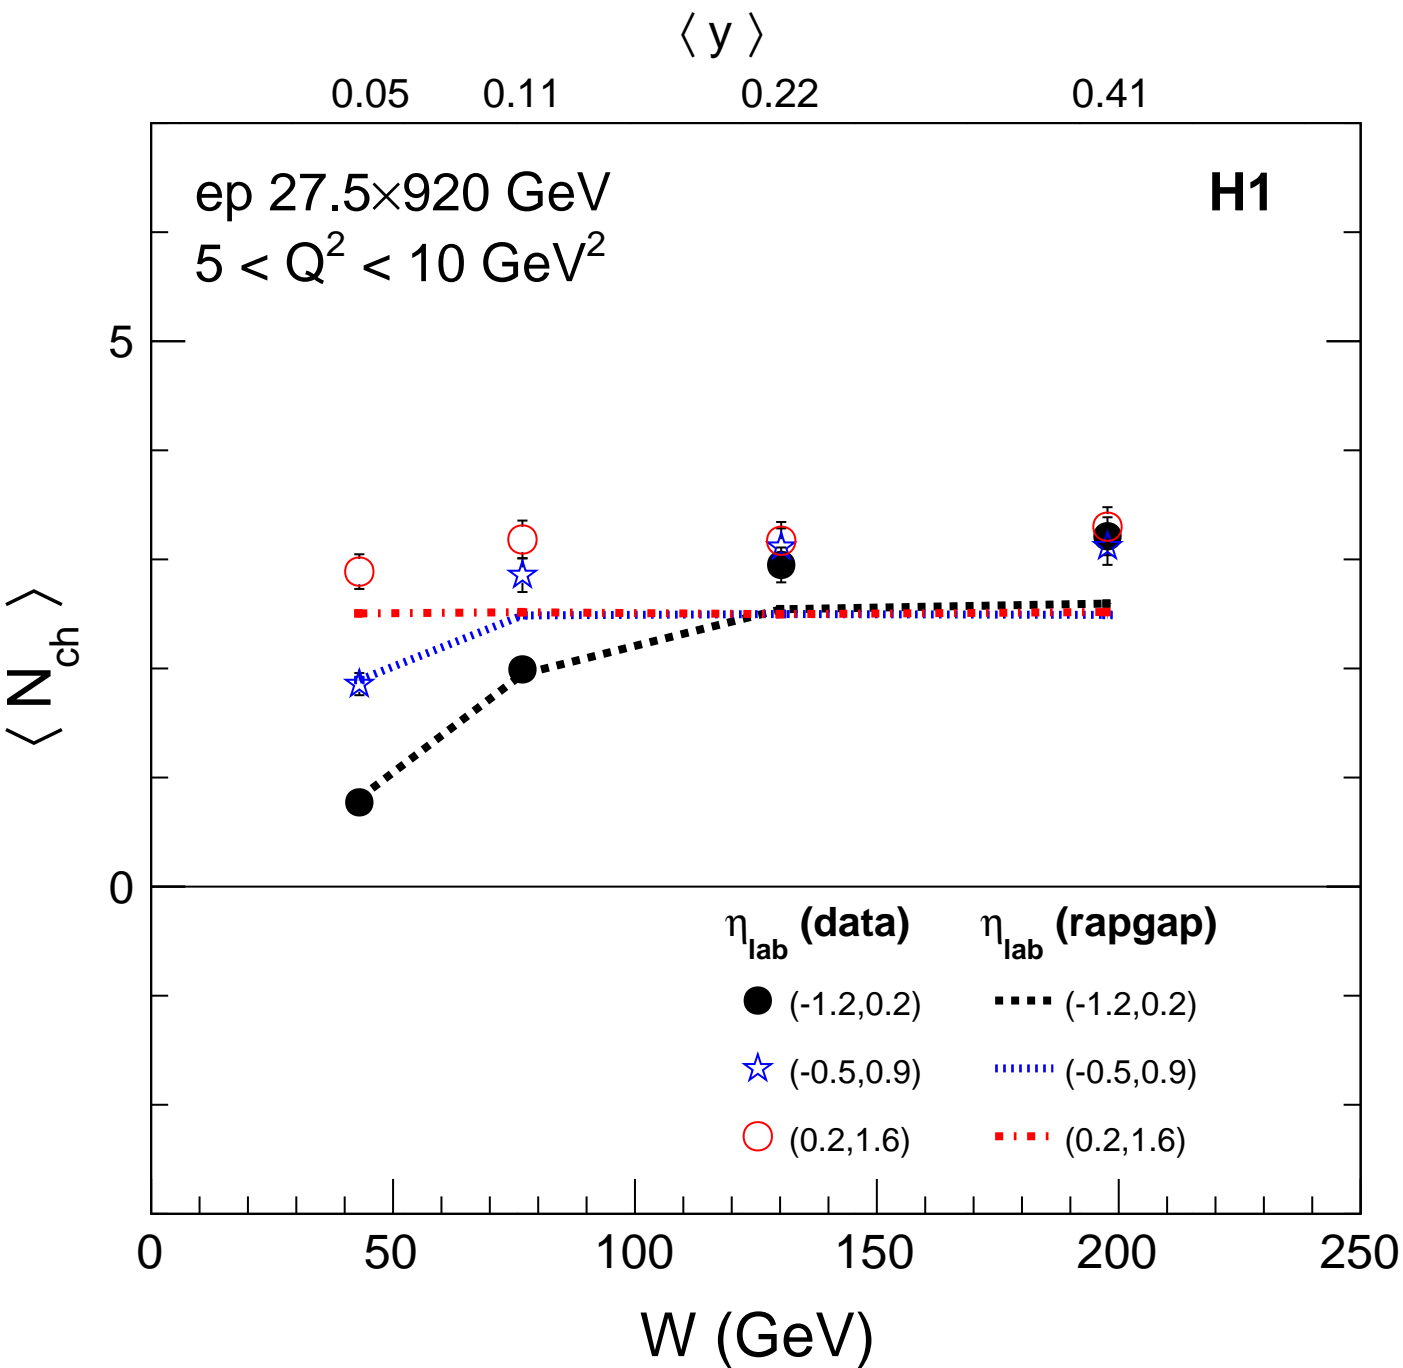 ⟨ y ⟩
0.05 0.11 0.22 0.41
ep 27.5×920 GeV H1
5 < Q² < 10 GeV²
5
⟨ N_ch ⟩
0
η_lab (data) η_lab (rapgap)
(-1.2,0.2) (-1.2,0.2)
(-0.5,0.9) (-0.5,0.9)
(0.2,1.6) (0.2,1.6)
0 50 100 150 200 250
W (GeV)